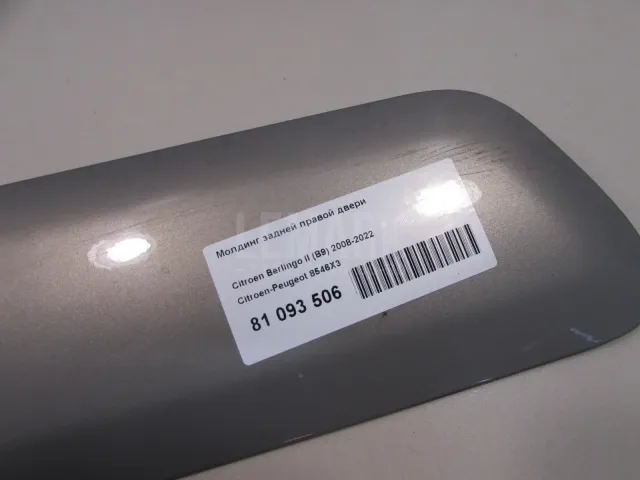 Молдинг задней правой двери
Citroen Berlingo II (B9) 2008-2022
Citroen-Peugeot 8546X3
81 093 506